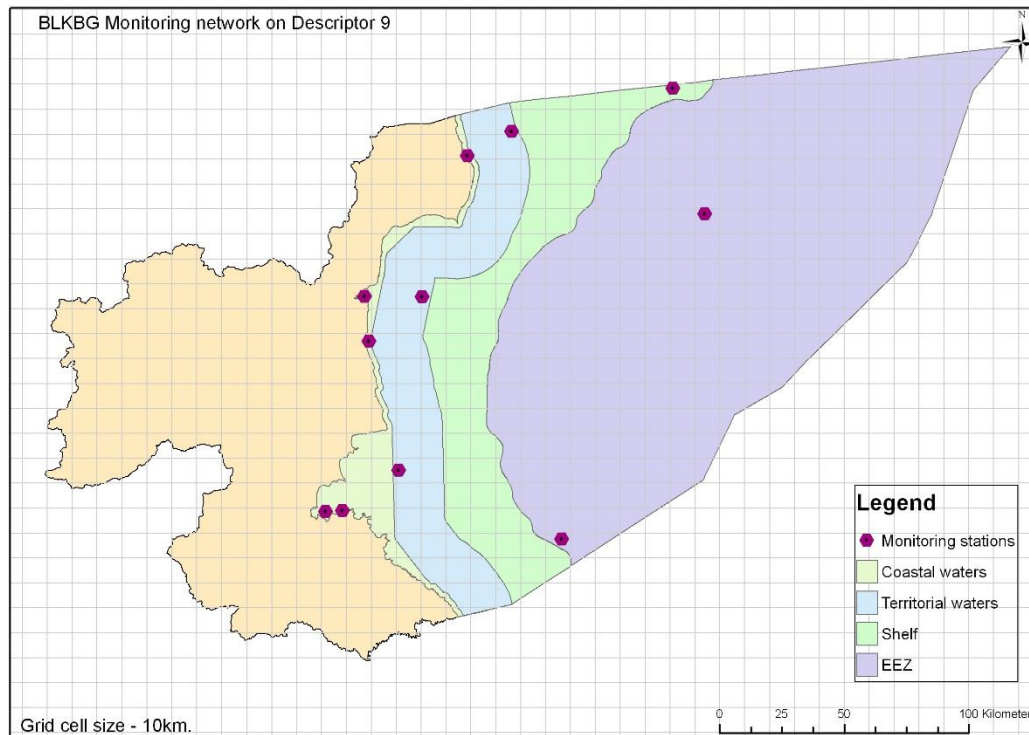 BLKBG Monitoring network on Descriptor 9
N
Legend
Monitoring stations
Coastal waters
Territorial waters
Shelf
EEZ
0 25 50 100 Kilometer
Grid cell size - 10km.